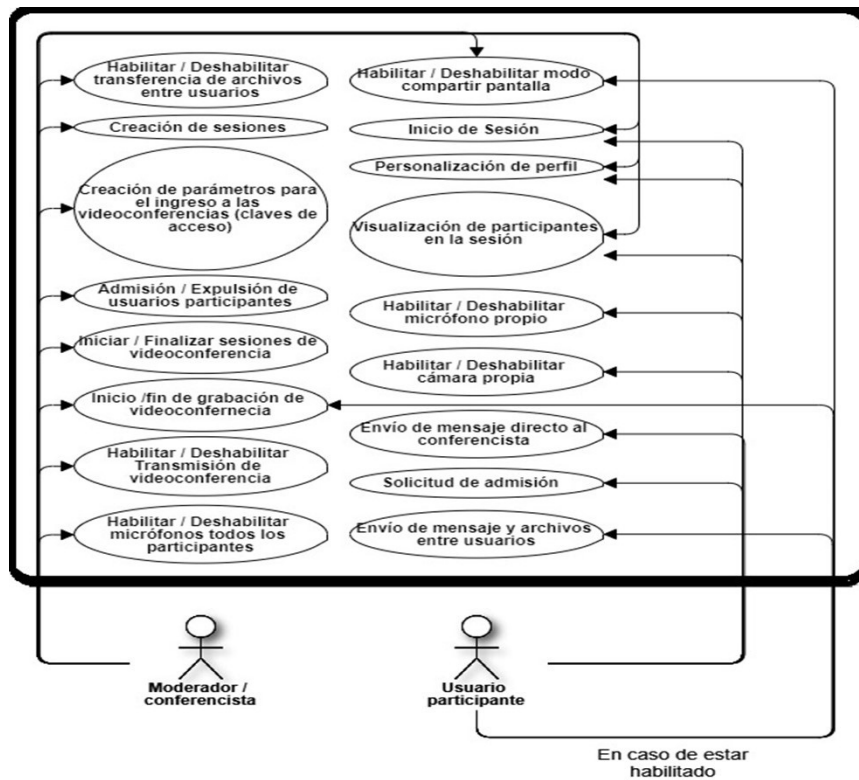 Habilitar / Deshabilitar
transferencia de archivos
entre usuarios
Creación de sesiones
Creación de parámetros para
el ingreso a las
videoconferencias (claves de
acceso)
Admisión / Expulsión de
usuarios participantes
Iniciar / Finalizar sesiones de
videoconferencia
Inicio /fin de grabación de
videoconfernecia
Habilitar / Deshabilitar
Transmisión de
videoconferencia
Habilitar / Deshabilitar
micrófonos todos los
participantes
Habilitar / Deshabilitar modo
compartir pantalla
Inicio de Sesión
Personalización de perfil
Visualización de participantes
en la sesión
Habilitar / Deshabilitar
micrófono propio
Habilitar / Deshabilitar
cámara propia
Envío de mensaje directo al
conferencista
Solicitud de admisión
Envío de mensaje y archivos
entre usuarios
Moderador /
conferencista
Usuario
participante
En caso de estar
habilitado